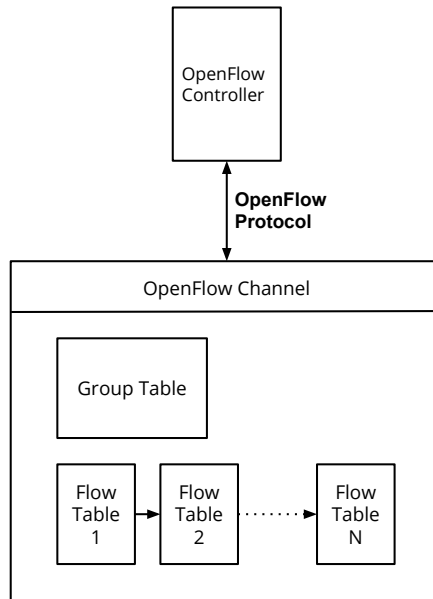 OpenFlow
Controller
OpenFlow
Protocol
OpenFlow Channel
Group Table
Flow
Table
1
Flow
Table
2
Flow
Table
N